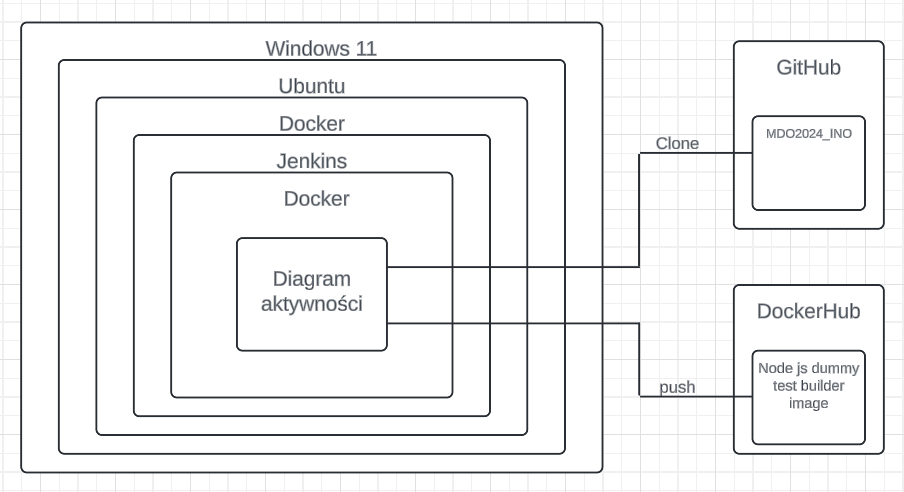 Windows 11
Ubuntu
Docker
Jenkins
Docker
Diagram
aktywności
Clone
push
GitHub
MDO2024_INO
DockerHub
Node js dummy
test builder
image